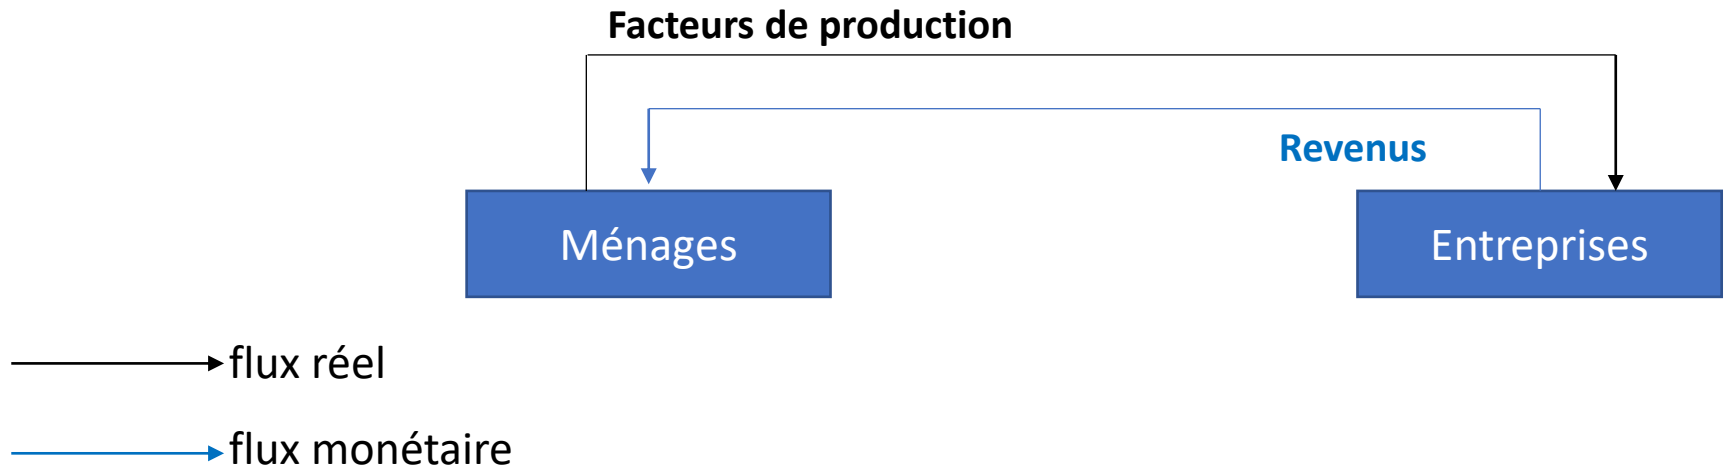 Facteurs de production
Revenus
Ménages
Entreprises
flux réel
flux monétaire